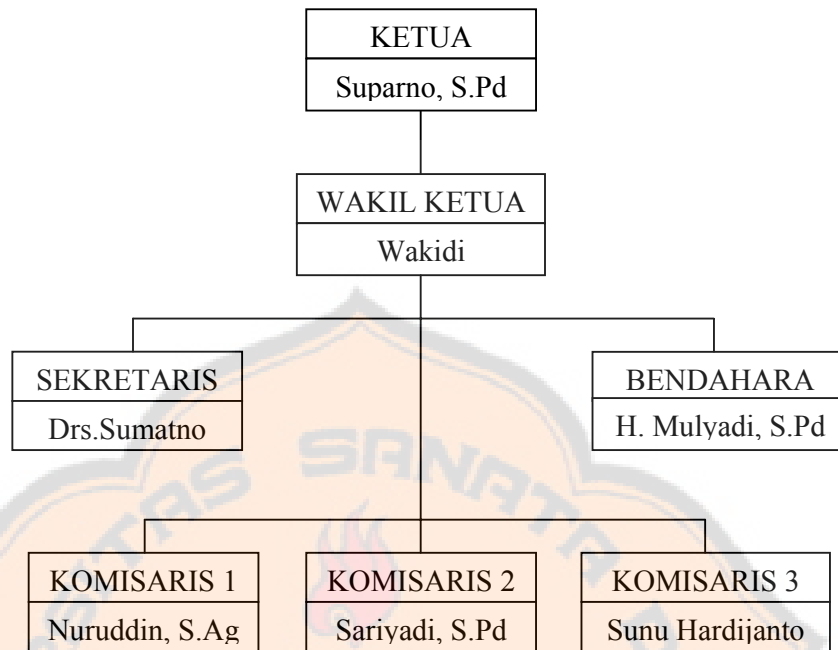 KETUA
Suparno, S.Pd
WAKIL KETUA
Wakidi
SEKRETARIS
Drs.Sumatno
BENDAHARA
H. Mulyadi, S.Pd
SANATA
KOMISARIS 1
Nuruddin, S.Ag
KOMISARIS 2
Sariyadi, S.Pd
KOMISARIS 3
Sunu Hardijanto